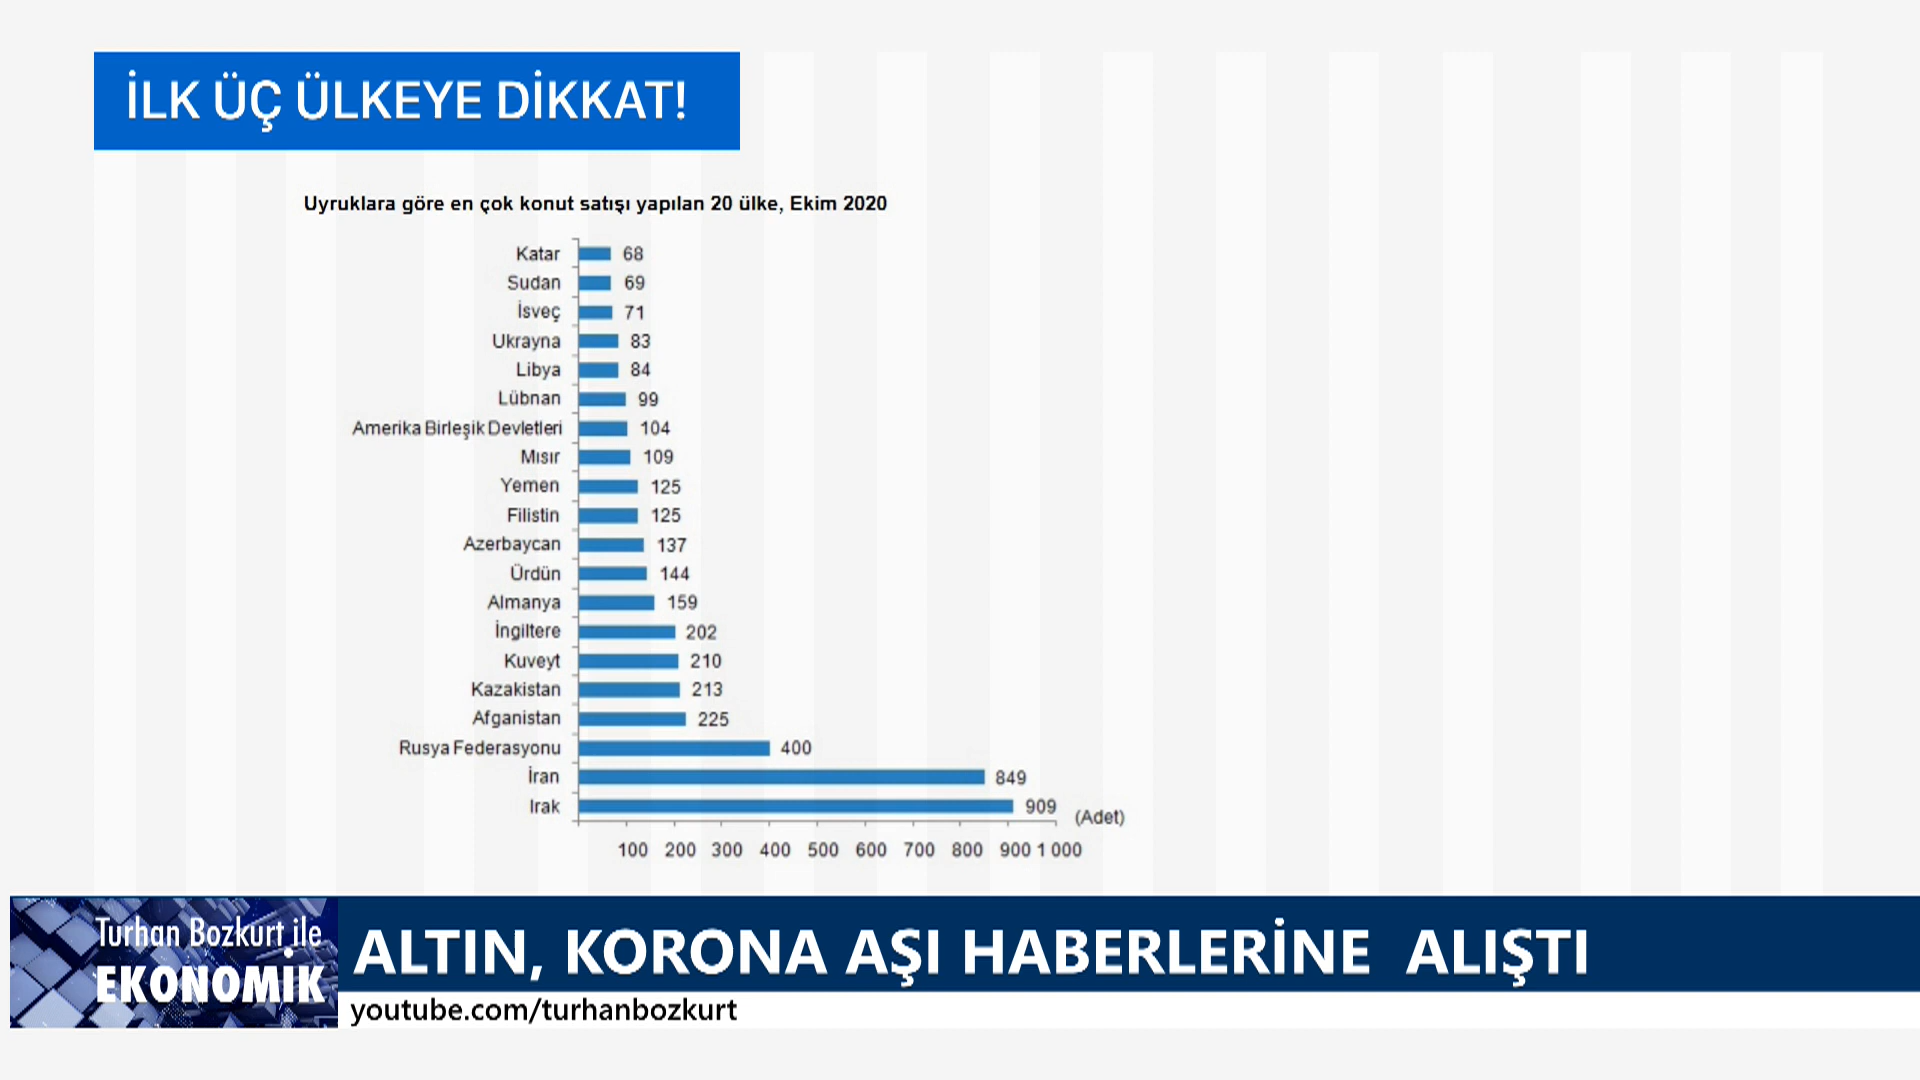 İLK ÜÇ ÜLKEYE DİKKAT!
Uyruklara göre en çok konut satışı yapılan 20 ülke, Ekim 2020
Katar 68
Sudan 69
İsveç 71
Ukrayna 83
Libya 84
Lübnan 99
Amerika Birleşik Devletleri 104
Mısır 109
Yemen 125
Filistin 125
Azerbaycan 137
Ürdün 144
Almanya 159
İngiltere 202
Kuveyt 210
Kazakistan 213
Afganistan 225
Rusya Federasyonu 400
İran 849
Irak 909
(Adet)
100 200 300 400 500 600 700 800 900 1 000
Turhan Bozkurt ile
EKONOMİK
ALTIN, KORONA AŞI HABERLERİNE ALIŞTI
youtube.com/turhanbozkurt